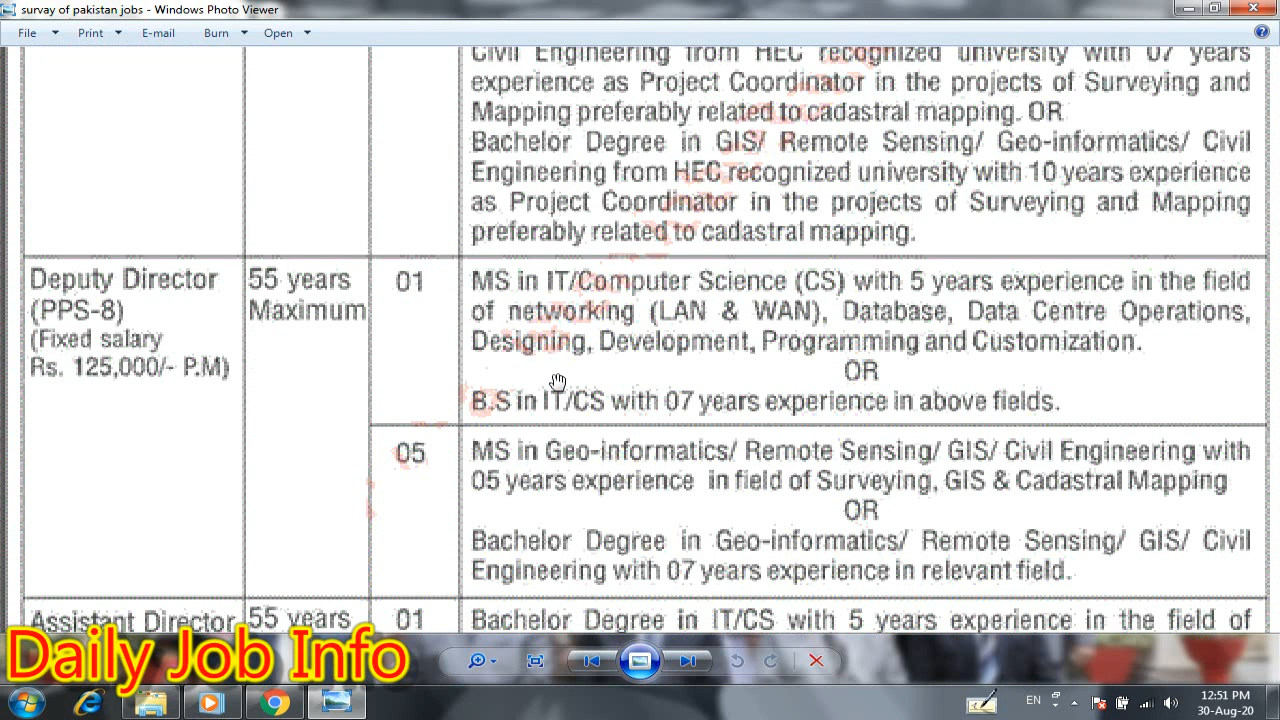 survay of pakistan jobs - Windows Photo Viewer
File Print E-mail Burn Open
Civil Engineering from HEC recognized university with 07 years
experience as Project Coordinator in the projects of Surveying and
Mapping preferably related to cadastral mapping. OR
Bachelor Degree in GIS/ Remote Sensing/ Geo-informatics/ Civil
Engineering from HEC recognized university with 10 years experience
as Project Coordinator in the projects of Surveying and Mapping
preferably related to cadastral mapping.
Deputy Director
(PPS-8)
(Fixed salary
Rs. 125,000/- P.M)
55 years
Maximum
01
MS in IT/Computer Science (CS) with 5 years experience in the field
of networking (LAN & WAN), Database, Data Centre Operations,
Designing, Development, Programming and Customization.
OR
B.S in IT/CS with 07 years experience in above fields.
05
MS in Geo-informatics/ Remote Sensing/ GIS/ Civil Engineering with
05 years experience in field of Surveying, GIS & Cadastral Mapping
OR
Bachelor Degree in Geo-informatics/ Remote Sensing/ GIS/ Civil
Engineering with 07 years experience in relevant field.
Assistant Director
55 years
01
Bachelor Degree in IT/CS with 5 years experience in the field of
Daily Job Info
EN
12:51 PM
30-Aug-20